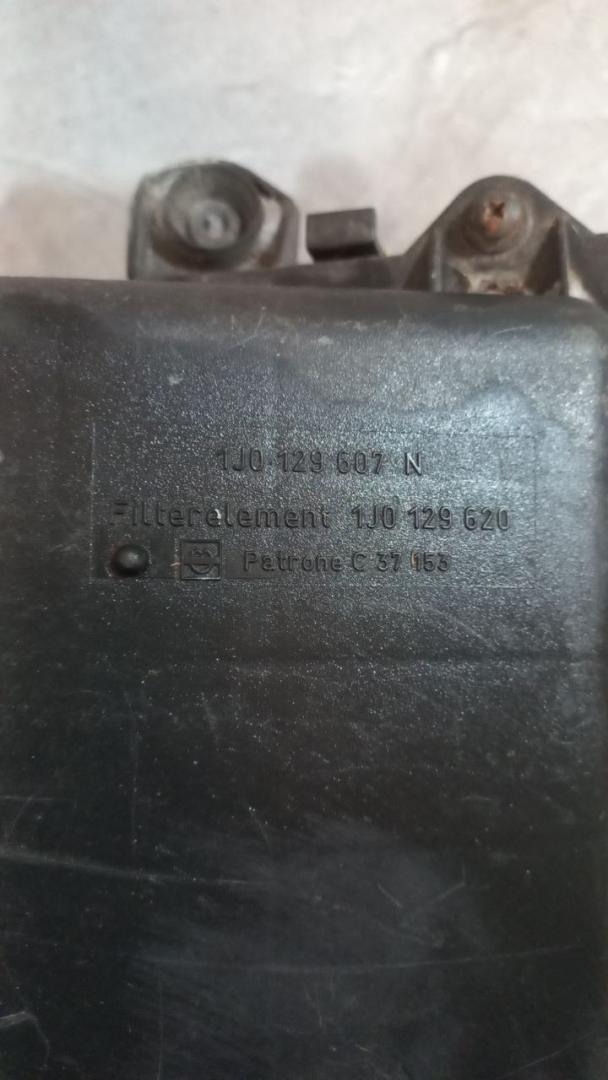 1J0 129 607 N
Filterelement 1J0 129 620
Patrone C 37 153